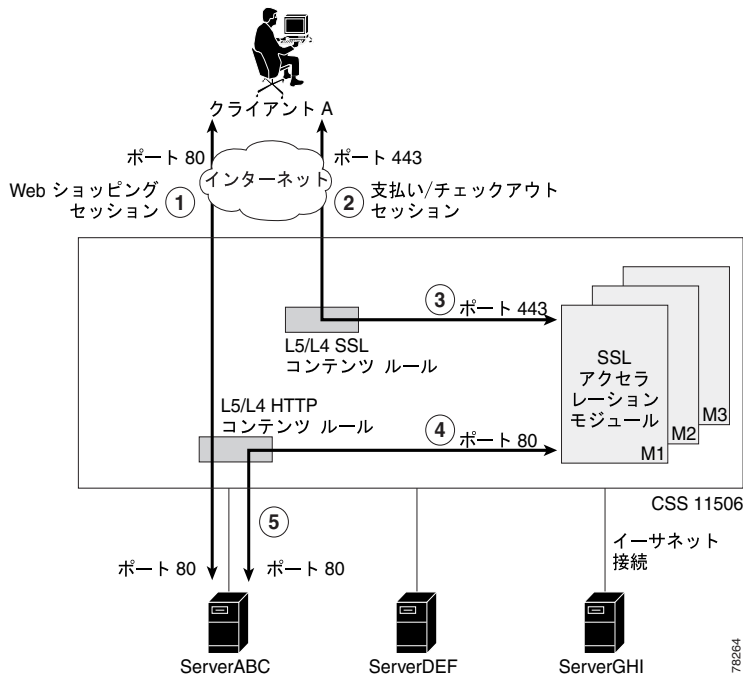 クライアント A
ポート 80
ポート 443
インターネット
Web ショッピング
セッション
1
2
支払い/チェックアウト
セッション
3
ポート 443
L5/L4 SSL
コンテンツ ルール
SSL
アクセラ
レーション
モジュール
M1
M2
M3
L5/L4 HTTP
コンテンツ ルール
4
ポート 80
CSS 11506
5
イーサネット
接続
ポート 80
ポート 80
ServerABC
ServerDEF
ServerGHI
78264